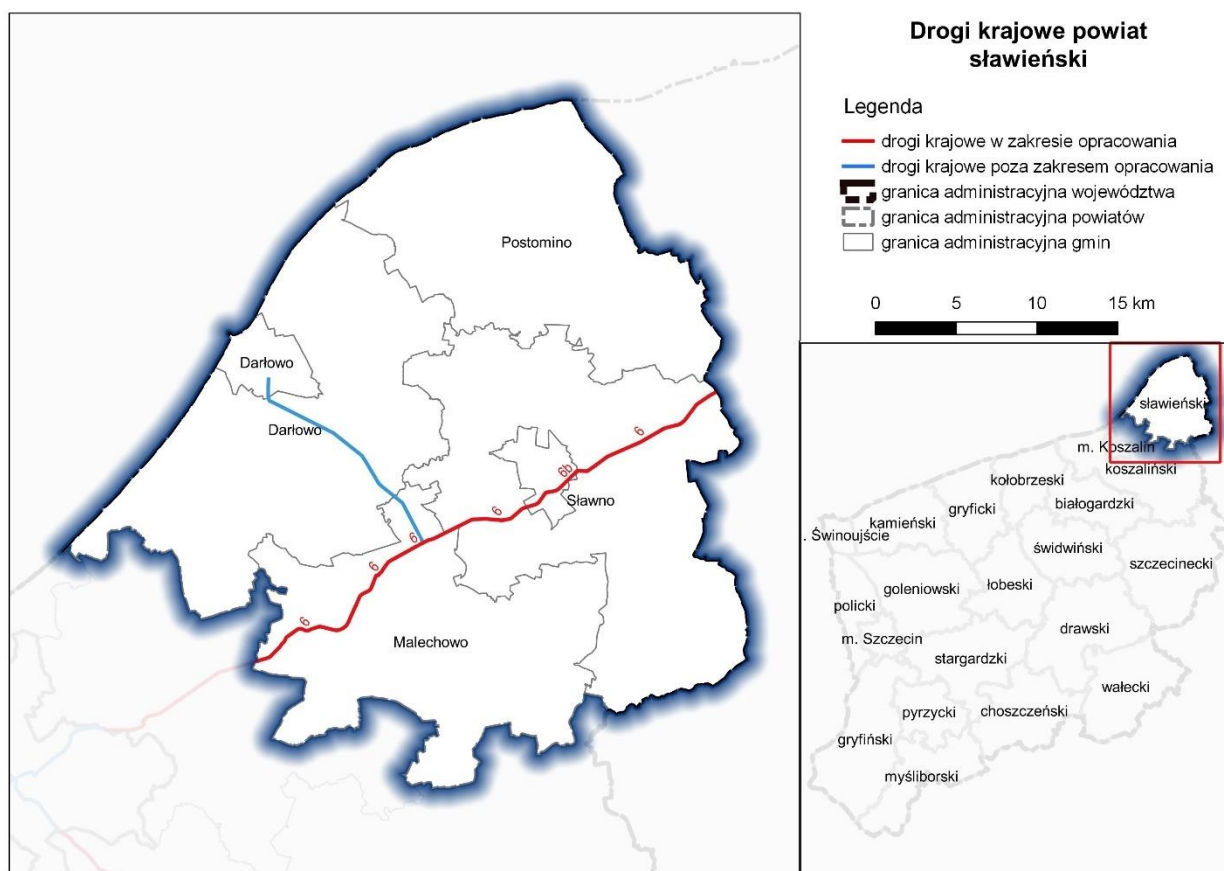 Drogi krajowe powiat
sławieński
Legenda
drogi krajowe w zakresie opracowania
drogi krajowe poza zakresem opracowania
granica administracyjna województwa
granica administracyjna powiatów
granica administracyjna gmin
0 5 10 15 km
Postomino
Darłowo
Darłowo
6
6b
6
Sławno
6
6
6
Malechowo
sławieński
m. Koszalin
koszaliński
kołobrzeski
białogardzki
gryficki
kamieński
. Świnoujście
świdwiński
szczecinecki
goleniowski
łobeski
policki
drawski
m. Szczecin
stargardzki
wałecki
pyrzycki
choszczeński
gryfiński
myśliborski